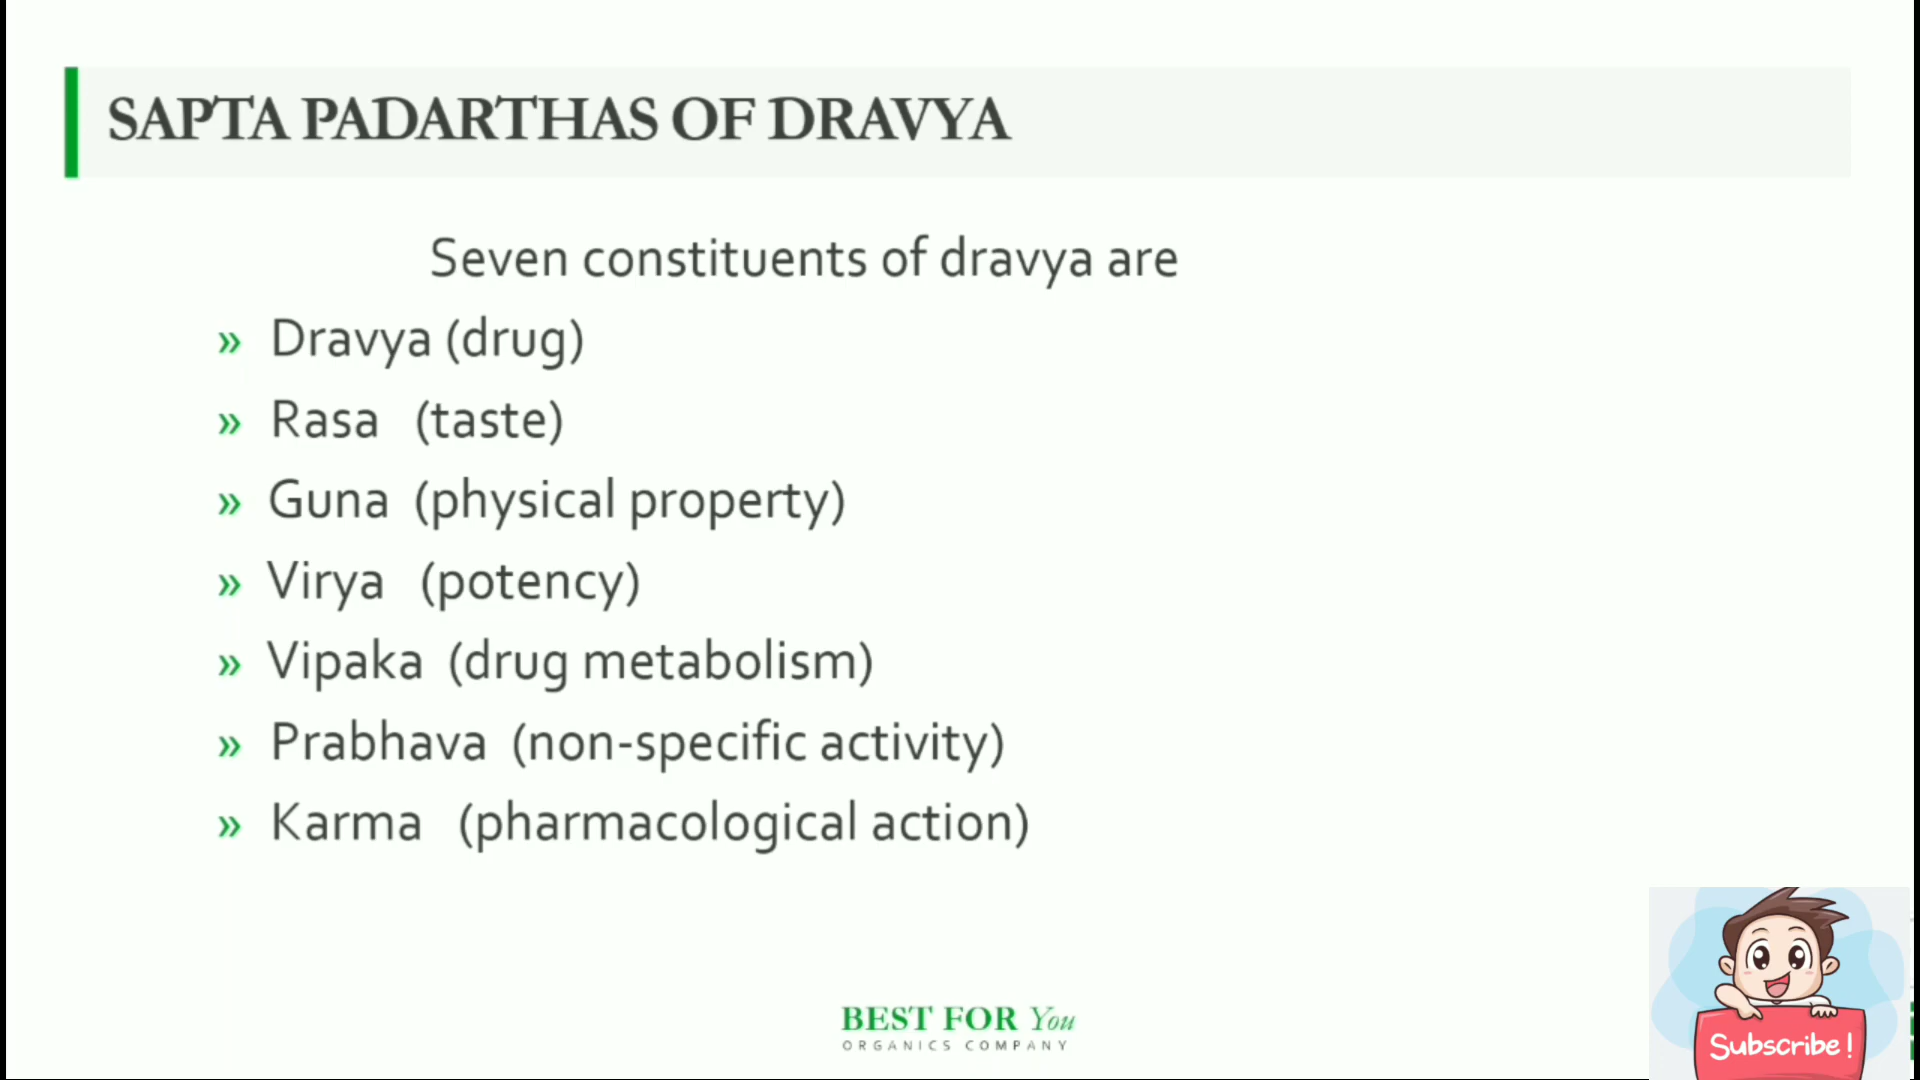 SAPTA PADARTHAS OF DRAVYA
Seven constituents of dravya are
» Dravya (drug)
» Rasa (taste)
» Guna (physical property)
» Virya (potency)
» Vipaka (drug metabolism)
» Prabhava (non-specific activity)
» Karma (pharmacological action)
BEST FOR You
ORGANICS COMPANY
Subscribe!